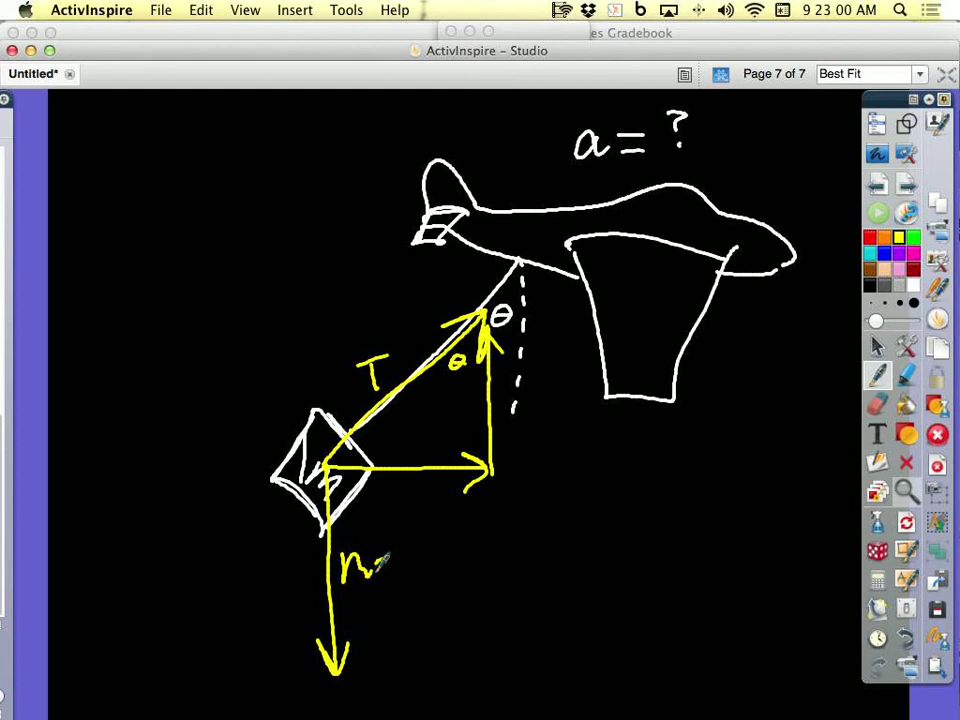 ActivInspire File Edit View Insert Tools Help 9 23 00 AM
es Gradebook
ActivInspire - Studio
Untitled* Page 7 of 7 Best Fit
a = ?
θ
θ
T
m
m